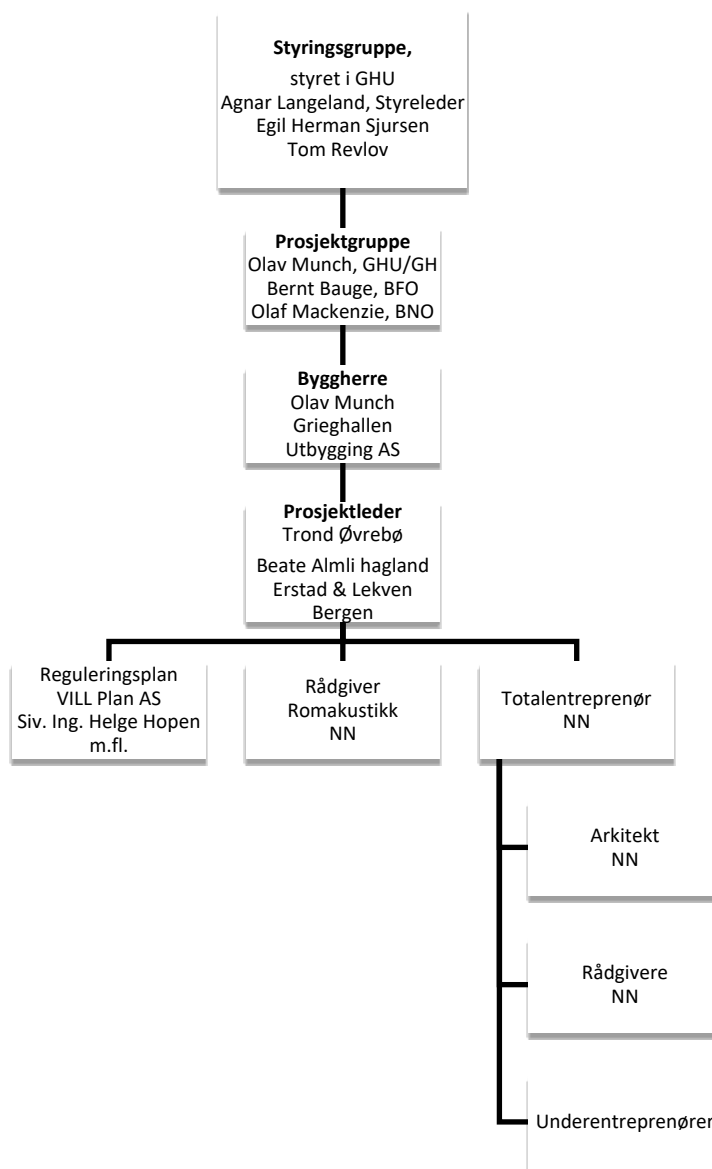 Styringsgruppe,
styret i GHU
Agnar Langeland, Styreleder
Egil Herman Sjursen
Tom Revlov
Prosjektgruppe
Olav Munch, GHU/GH
Bernt Bauge, BFO
Olaf Mackenzie, BNO
Byggherre
Olav Munch
Grieghallen
Utbygging AS
Prosjektleder
Trond Øvrebø
Beate Almli hagland
Erstad & Lekven
Bergen
Reguleringsplan
VILL Plan AS
Siv. Ing. Helge Hopen
m.fl.
Rådgiver
Romakustikk
NN
Totalentreprenør
NN
Arkitekt
NN
Rådgivere
NN
Underentreprenører